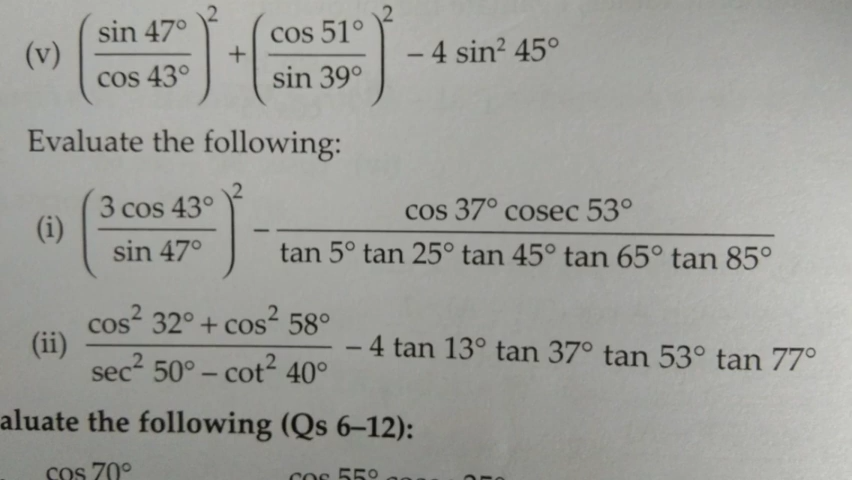 (v) (sin 47° / cos 43°)² + (cos 51° / sin 39°)² – 4 sin² 45°
Evaluate the following:
(i) (3 cos 43° / sin 47°)² – cos 37° cosec 53° / tan 5° tan 25° tan 45° tan 65° tan 85°
(ii) cos² 32° + cos² 58° / sec² 50° – cot² 40° – 4 tan 13° tan 37° tan 53° tan 77°
aluate the following (Qs 6–12):
cos 70° cos 55°